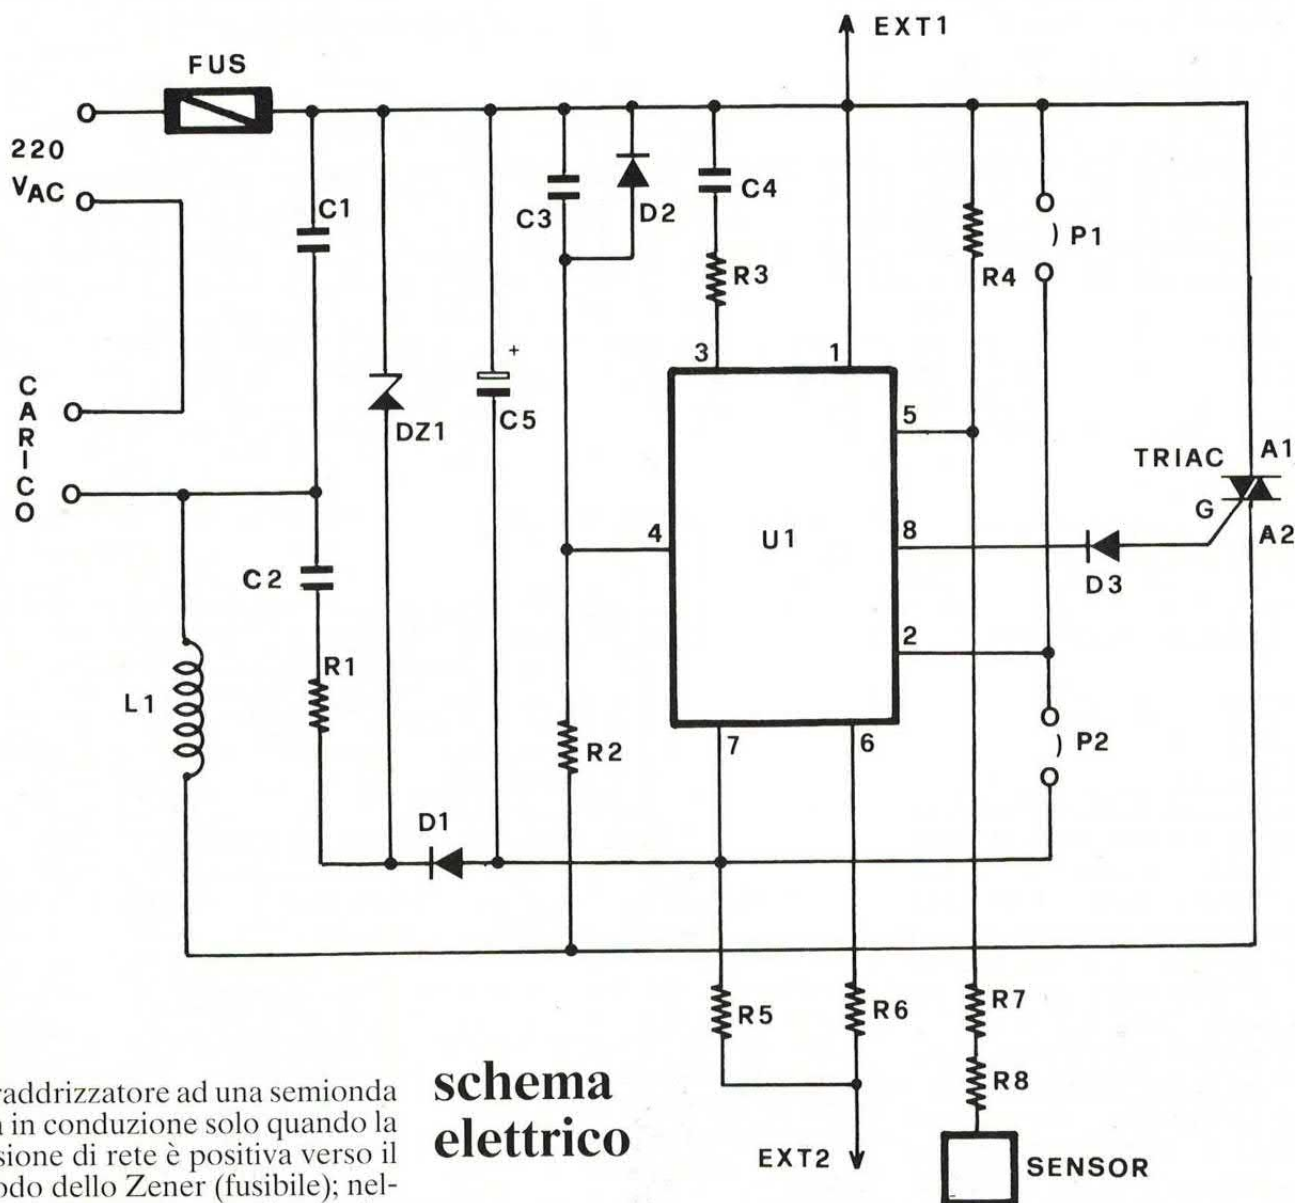 EXT1
FUS
220
VAC
C1
C3
D2
C4
R3
R4
P1
3
1
+
CARICO
DZ1
C5
5
TRIAC
A1
G
A2
4
U1
8
D3
C2
2
R1
L1
R2
7
6
P2
D1
R5
R6
R7
R8
EXT2
SENSOR
schema
elettrico
raddrizzatore ad una semionda
in conduzione solo quando la
sione di rete è positiva verso il
odo dello Zener (fusibile); nel-